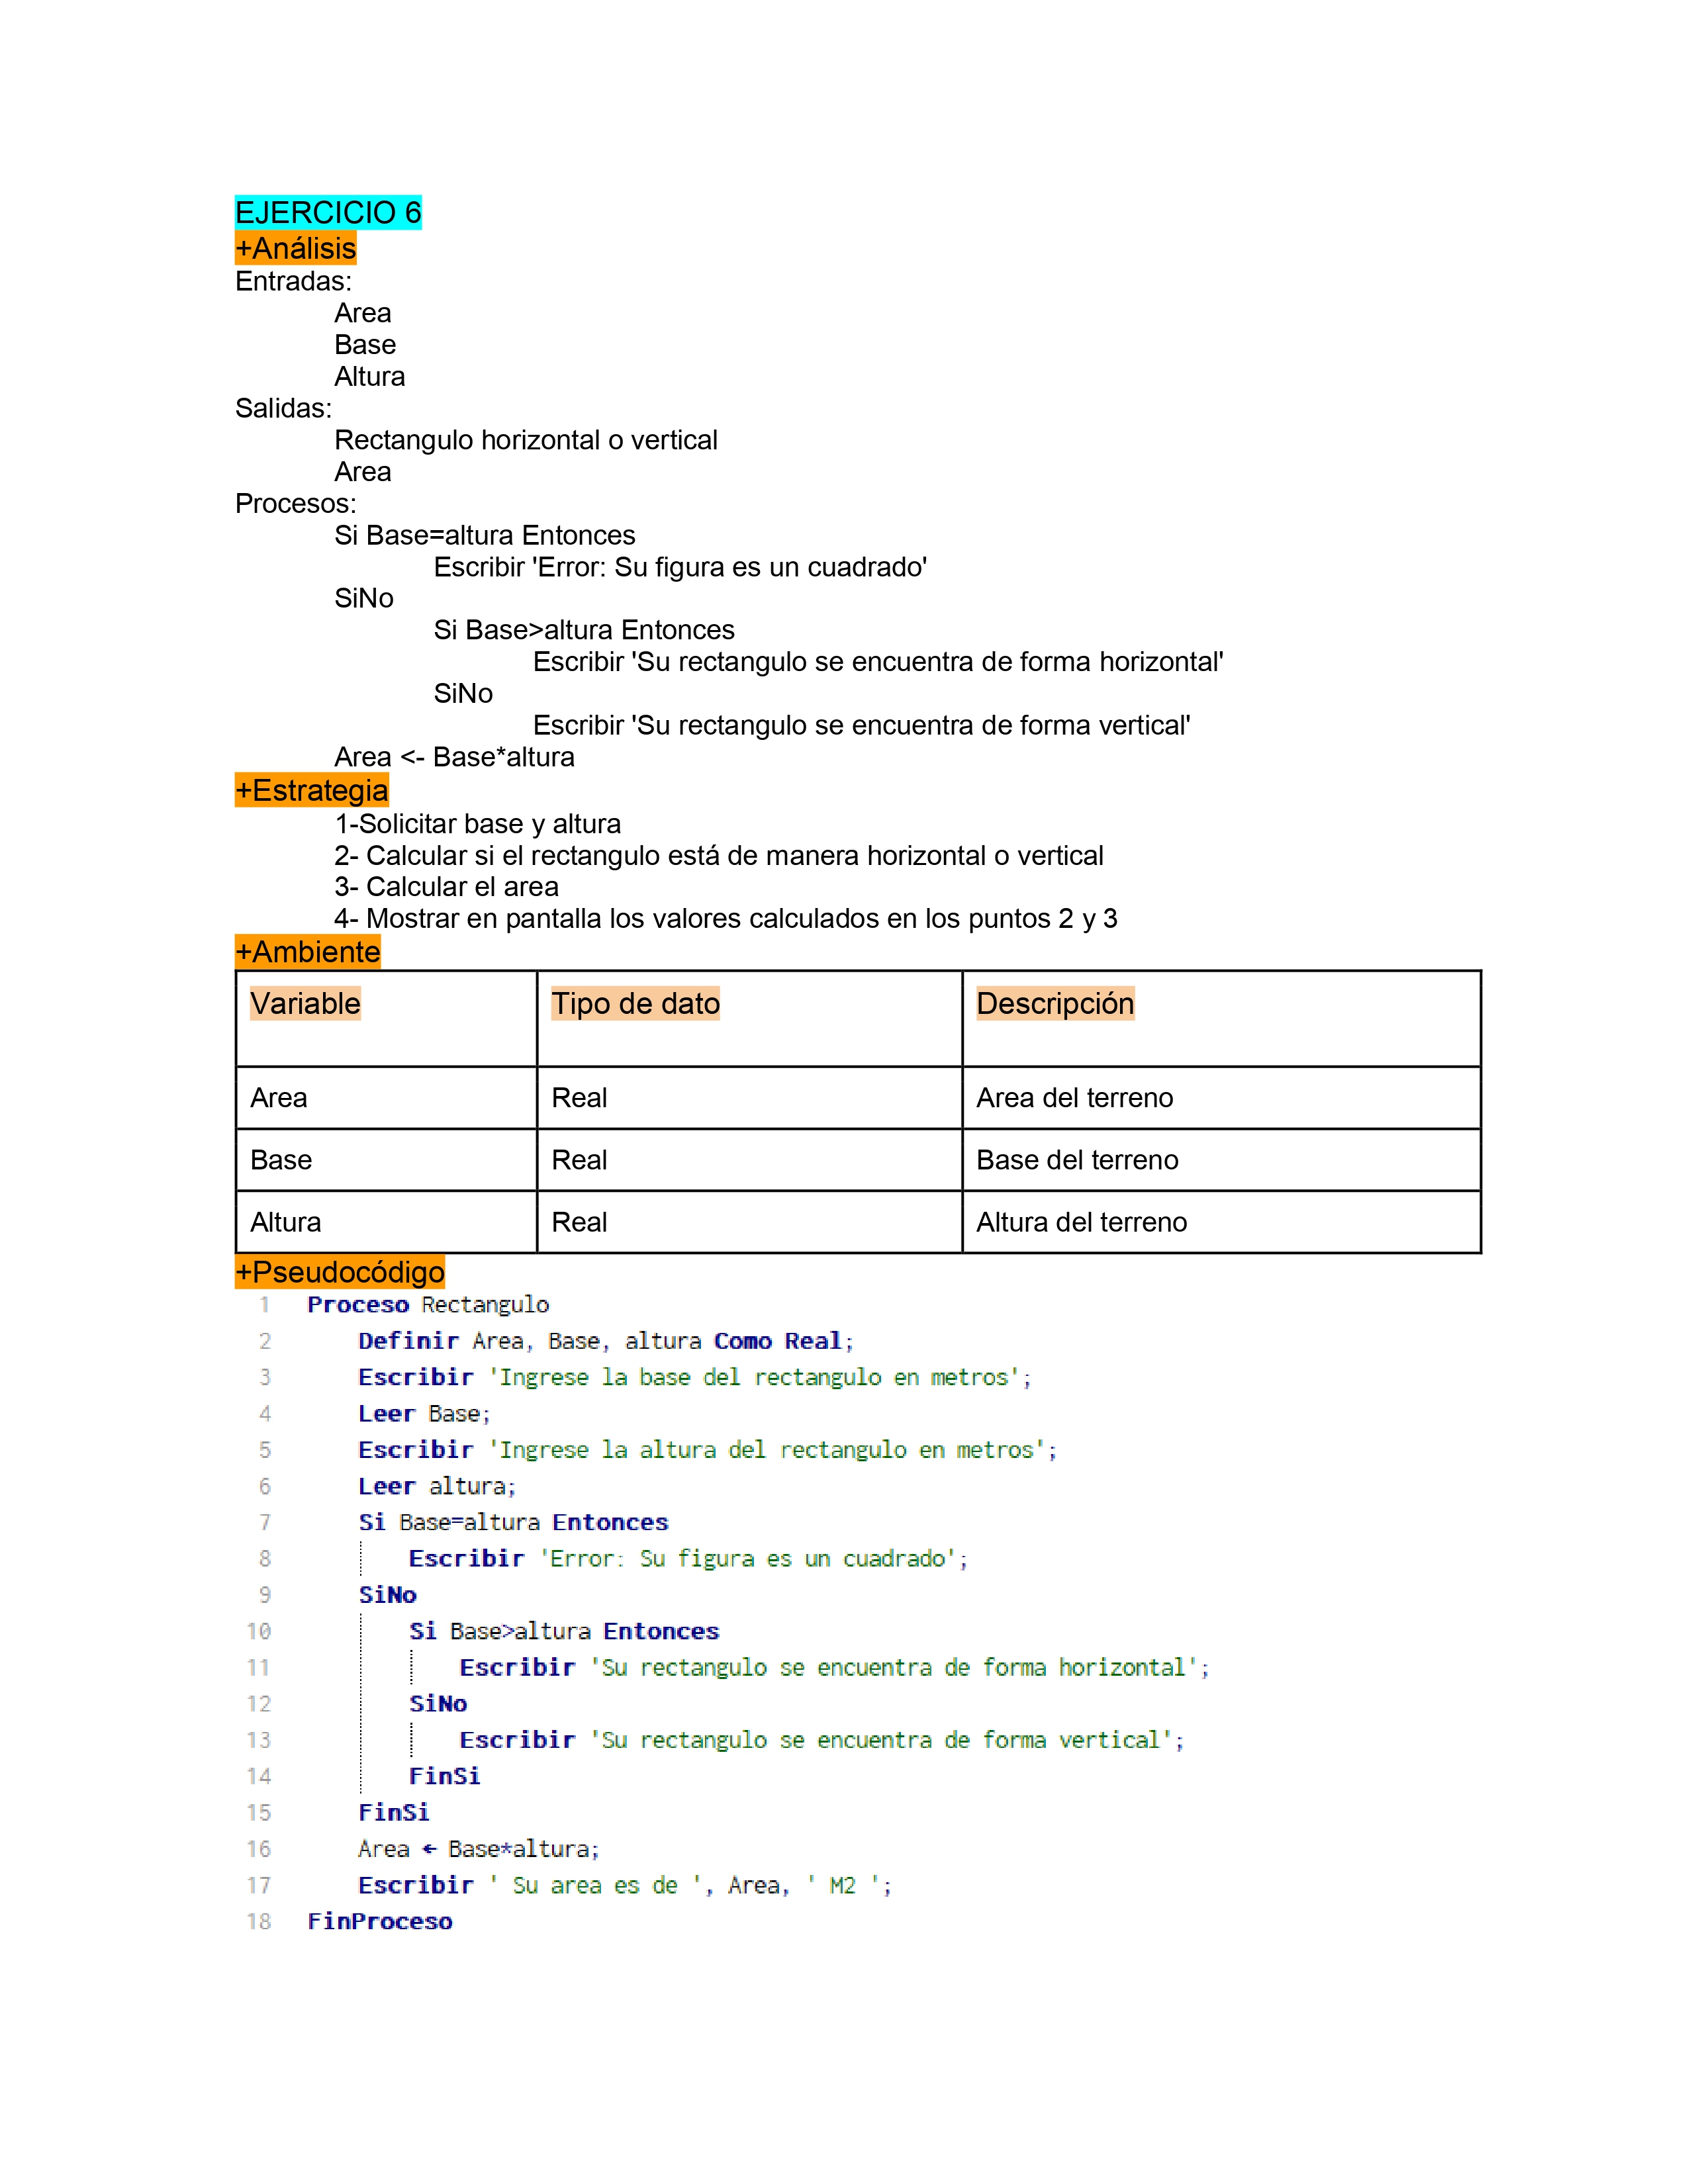 EJERCICIO 6
+Análisis
Entradas:
Area
Base
Altura
Salidas:
Rectangulo horizontal o vertical
Area
Procesos:
Si Base=altura Entonces
Escribir 'Error: Su figura es un cuadrado'
SiNo
Si Base>altura Entonces
Escribir 'Su rectangulo se encuentra de forma horizontal'
SiNo
Escribir 'Su rectangulo se encuentra de forma vertical'
Area <- Base*altura
+Estrategia
1-Solicitar base y altura
2- Calcular si el rectangulo está de manera horizontal o vertical
3- Calcular el area
4- Mostrar en pantalla los valores calculados en los puntos 2 y 3
+Ambiente
Variable Tipo de dato Descripción
Area Real Area del terreno
Base Real Base del terreno
Altura Real Altura del terreno
+Pseudocódigo
1 Proceso Rectangulo
2 Definir Area, Base, altura Como Real;
3 Escribir 'Ingrese la base del rectangulo en metros';
4 Leer Base;
5 Escribir 'Ingrese la altura del rectangulo en metros';
6 Leer altura;
7 Si Base=altura Entonces
8 Escribir 'Error: Su figura es un cuadrado';
9 SiNo
10 Si Base>altura Entonces
11 Escribir 'Su rectangulo se encuentra de forma horizontal';
12 SiNo
13 Escribir 'Su rectangulo se encuentra de forma vertical';
14 FinSi
15 FinSi
16 Area ← Base*altura;
17 Escribir ' Su area es de ', Area, ' M2 ';
18 FinProceso